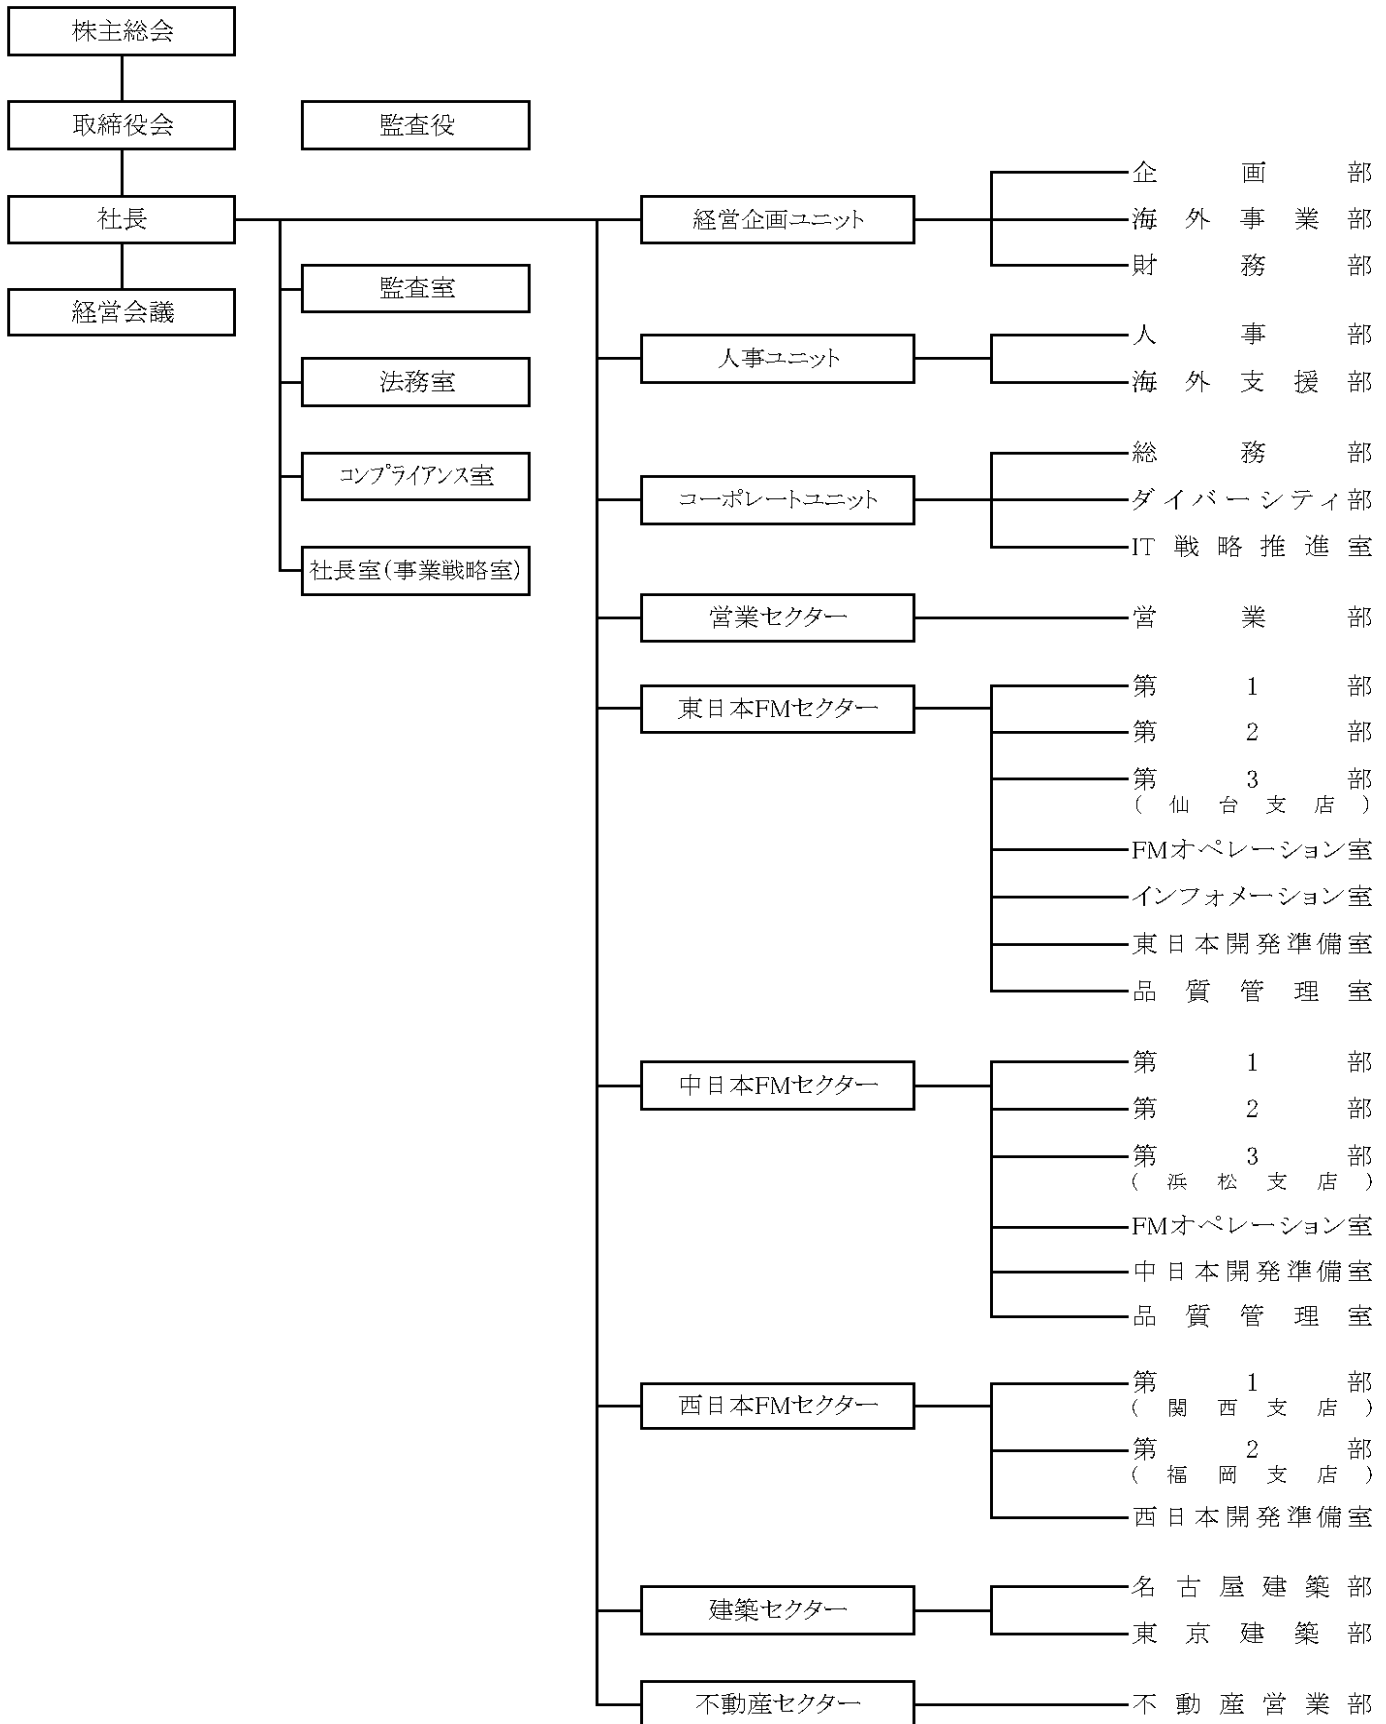 株主総会
取締役会
監査役
社長
経営会議
監査室
法務室
コンプライアンス室
社長室(事業戦略室)
経営企画ユニット
企画部
海外事業部
財務部
人事ユニット
人事部
海外支援部
コーポレートユニット
総務部
ダイバーシティ部
IT戦略推進室
営業セクター
営業部
東日本FMセクター
第1部
第2部
第3部
(仙台支店)
FMオペレーション室
インフォメーション室
東日本開発準備室
品質管理室
中日本FMセクター
第1部
第2部
第3部
(浜松支店)
FMオペレーション室
中日本開発準備室
品質管理室
西日本FMセクター
第1部
(関西支店)
第2部
(福岡支店)
西日本開発準備室
建築セクター
名古屋建築部
東京建築部
不動産セクター
不動産営業部